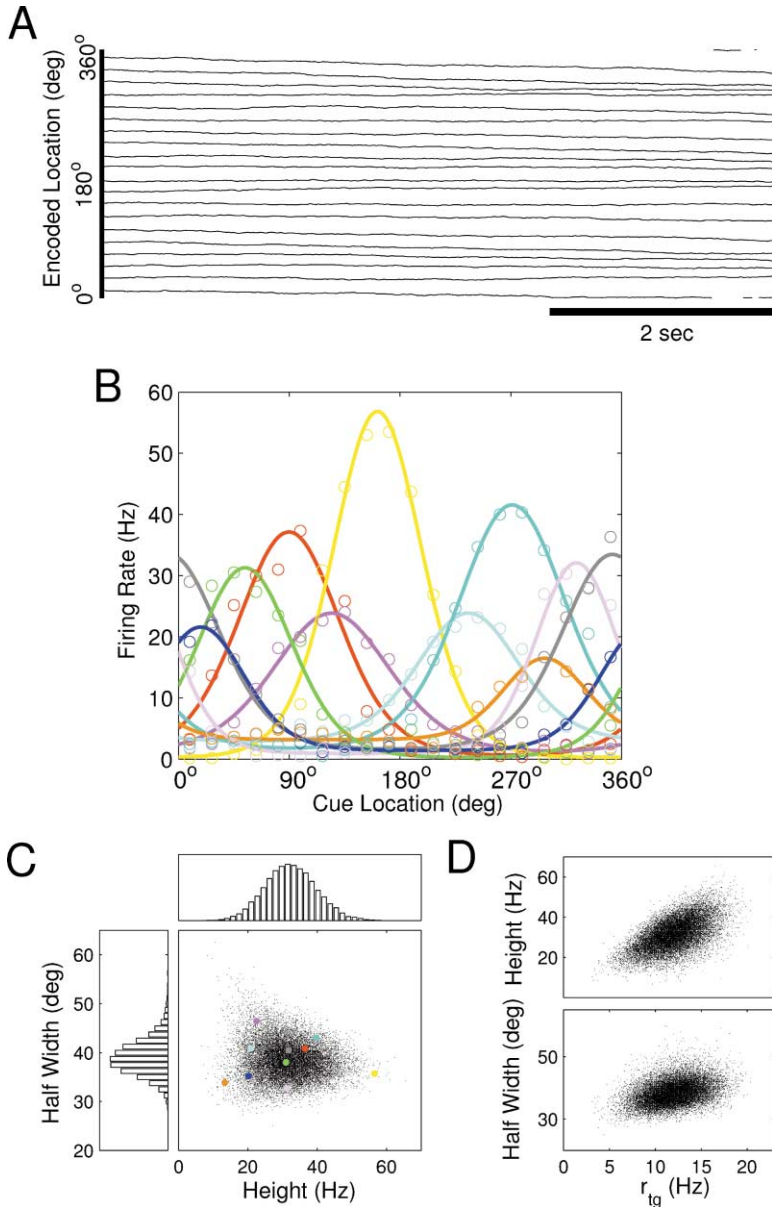 A
Encoded Location (deg)
360°
180°
0°
2 sec
B
Firing Rate (Hz)
60
50
40
30
20
10
0
0° 90° 180° 270° 360°
Cue Location (deg)
C
Half Width (deg)
60
50
40
30
20
0 20 40 60
Height (Hz)
D
Height (Hz)
60
40
20
Half Width (deg)
50
30
0 5 10 15 20
r_tg (Hz)